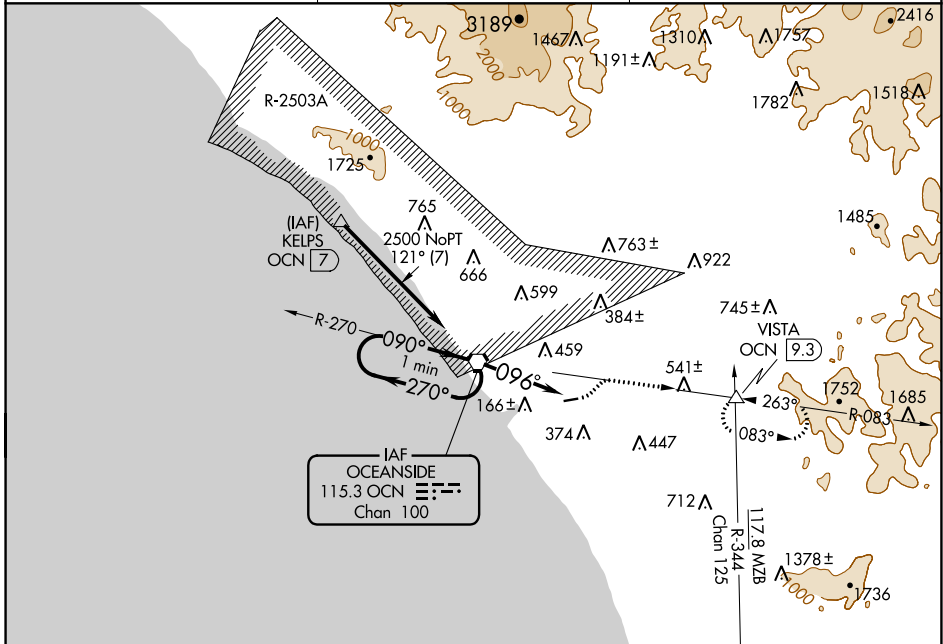 3189
2416
1467
1310
1757
1191±
2000
1782
1518
R-2503A
1000
1000
1725
765
(IAF)
KELPS
OCN 7
2500 NoPT
121° (7)
666
763±
922
1485
599
384±
745±
VISTA
OCN 9.3
R-270
090°
1 min
270°
096°
459
541±
166±
263°
1752
1685
R-083
083°
374
447
IAF
OCEANSIDE
115.3 OCN
Chan 100
712
117.8 MZB
R-344
Chan 125
1378±
1000
1736